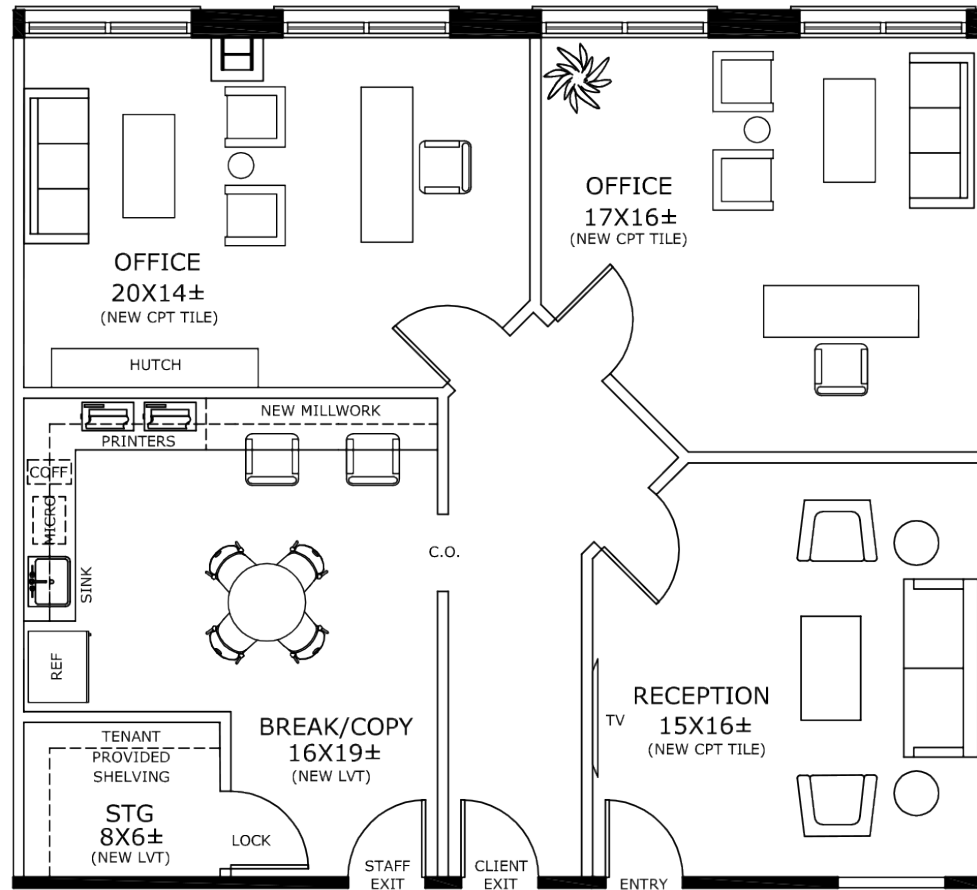 OFFICE
20X14±
(NEW CPT TILE)
HUTCH
OFFICE
17X16±
(NEW CPT TILE)
NEW MILLWORK
PRINTERS
COFF
MICRO
SINK
REF
C.O.
BREAK/COPY
16X19±
(NEW LVT)
TENANT
PROVIDED
SHELVING
STG
8X6±
(NEW LVT)
LOCK
TV
RECEPTION
15X16±
(NEW CPT TILE)
STAFF
EXIT
CLIENT
EXIT
ENTRY